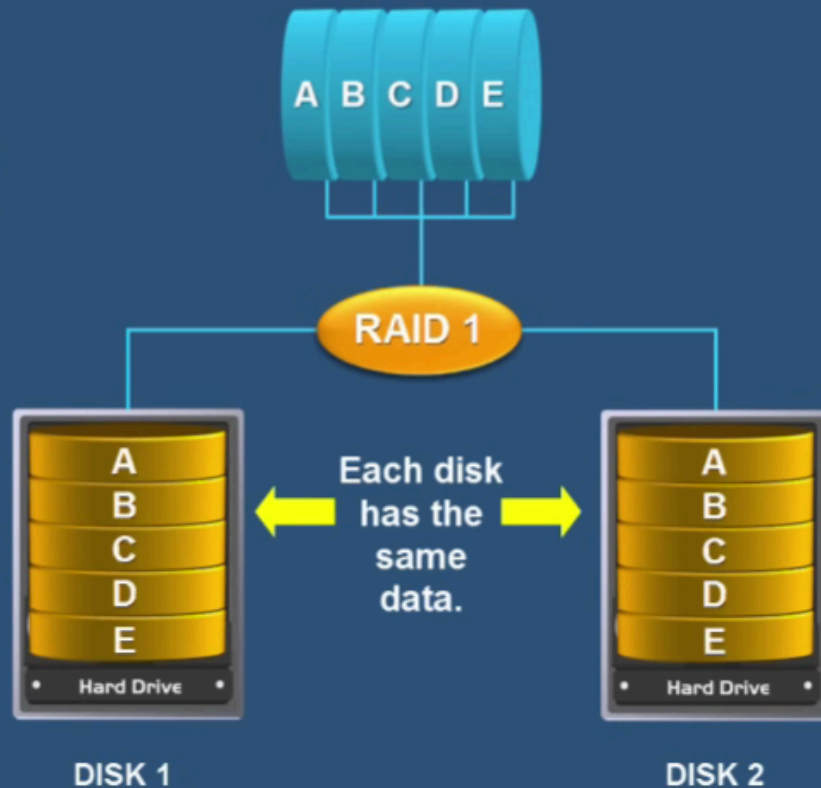 A B C D E
RAID 1
A
B
C
D
E
Hard Drive
DISK 1
Each disk
has the
same
data.
A
B
C
D
E
Hard Drive
DISK 2